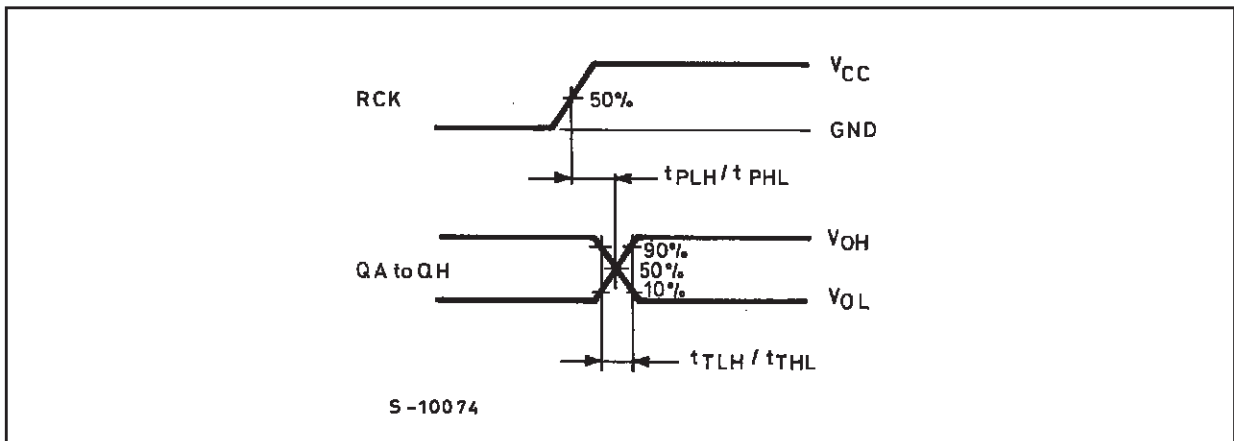 VCC
RCK
50%
GND
tPLH / tPHL
VOH
90%
QA to QH
50%
10%
VOL
tTLH / tTHL
S-10074